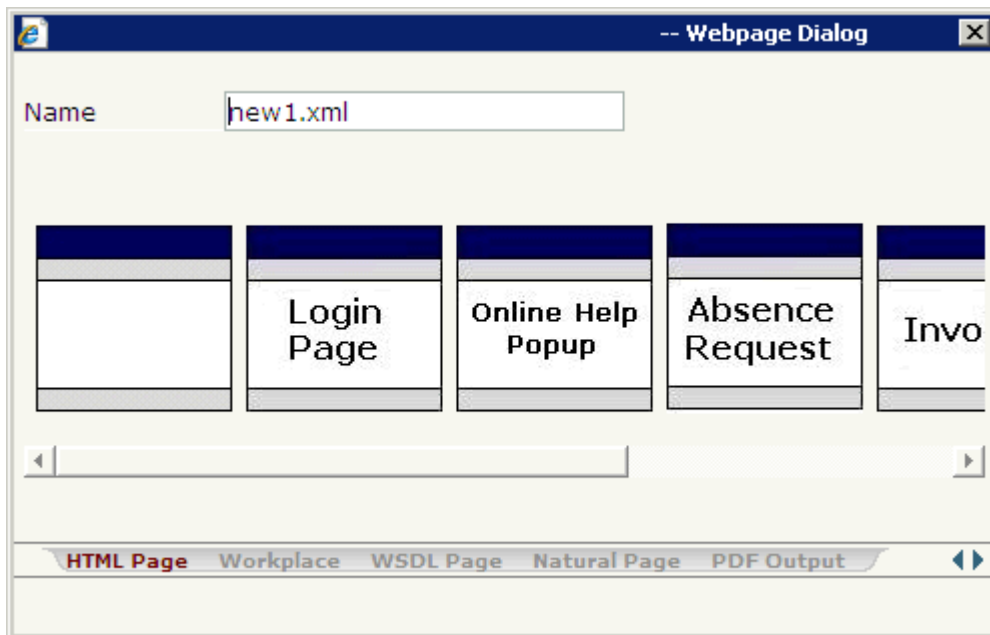 -- Webpage Dialog
Name new1.xml
Login
Page
Online Help
Popup
Absence
Request
Invo
HTML Page Workplace WSDL Page Natural Page PDF Output